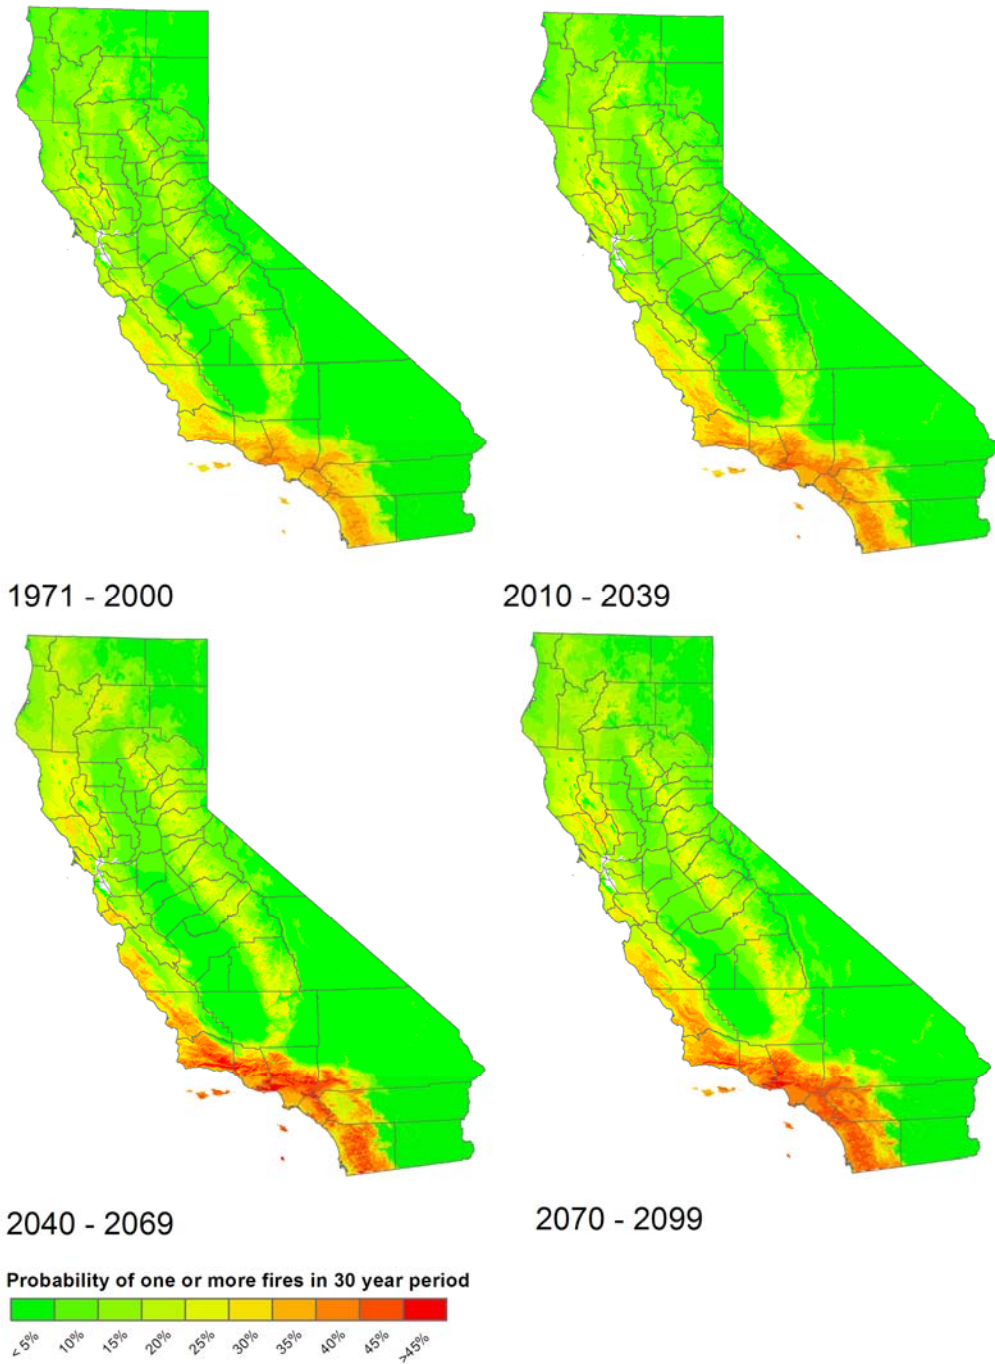 1971 - 2000
2010 - 2039
2040 - 2069
2070 - 2099
Probability of one or more fires in 30 year period
< 5% 10% 15% 20% 25% 30% 35% 40% 45% >45%